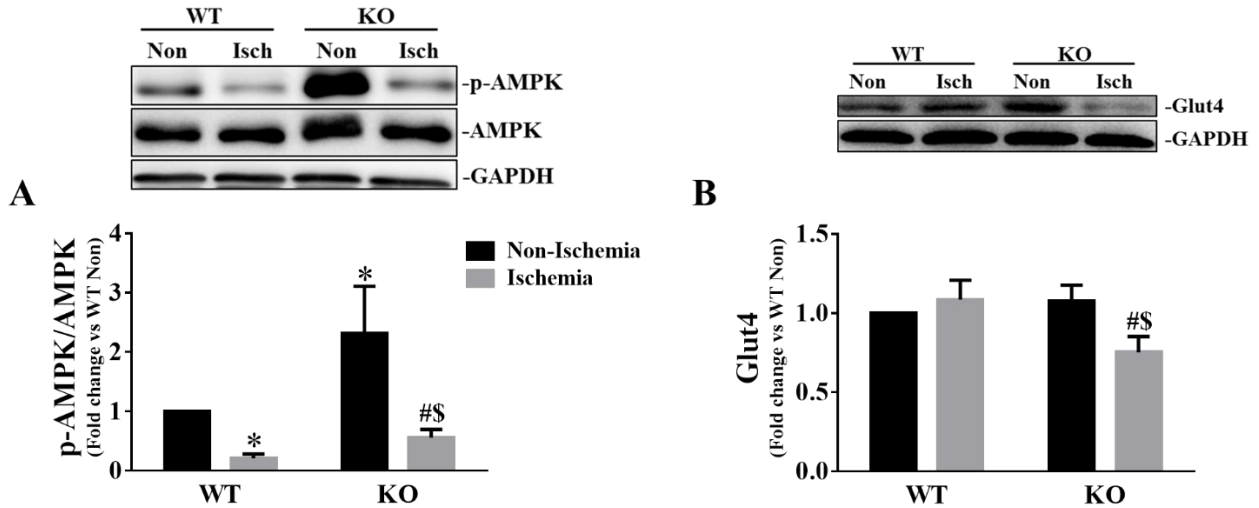 WT KO
Non Isch Non Isch
-p-AMPK
-AMPK
-GAPDH
A
p-AMPK/AMPK
(Fold change vs WT Non)
4
3
2
1
0
*
*
#$
WT KO
Non-Ischemia
Ischemia
WT KO
Non Isch Non Isch
-Glut4
-GAPDH
B
Glut4
(Fold change vs WT Non)
1.5
1.0
0.5
0.0
#$
WT KO